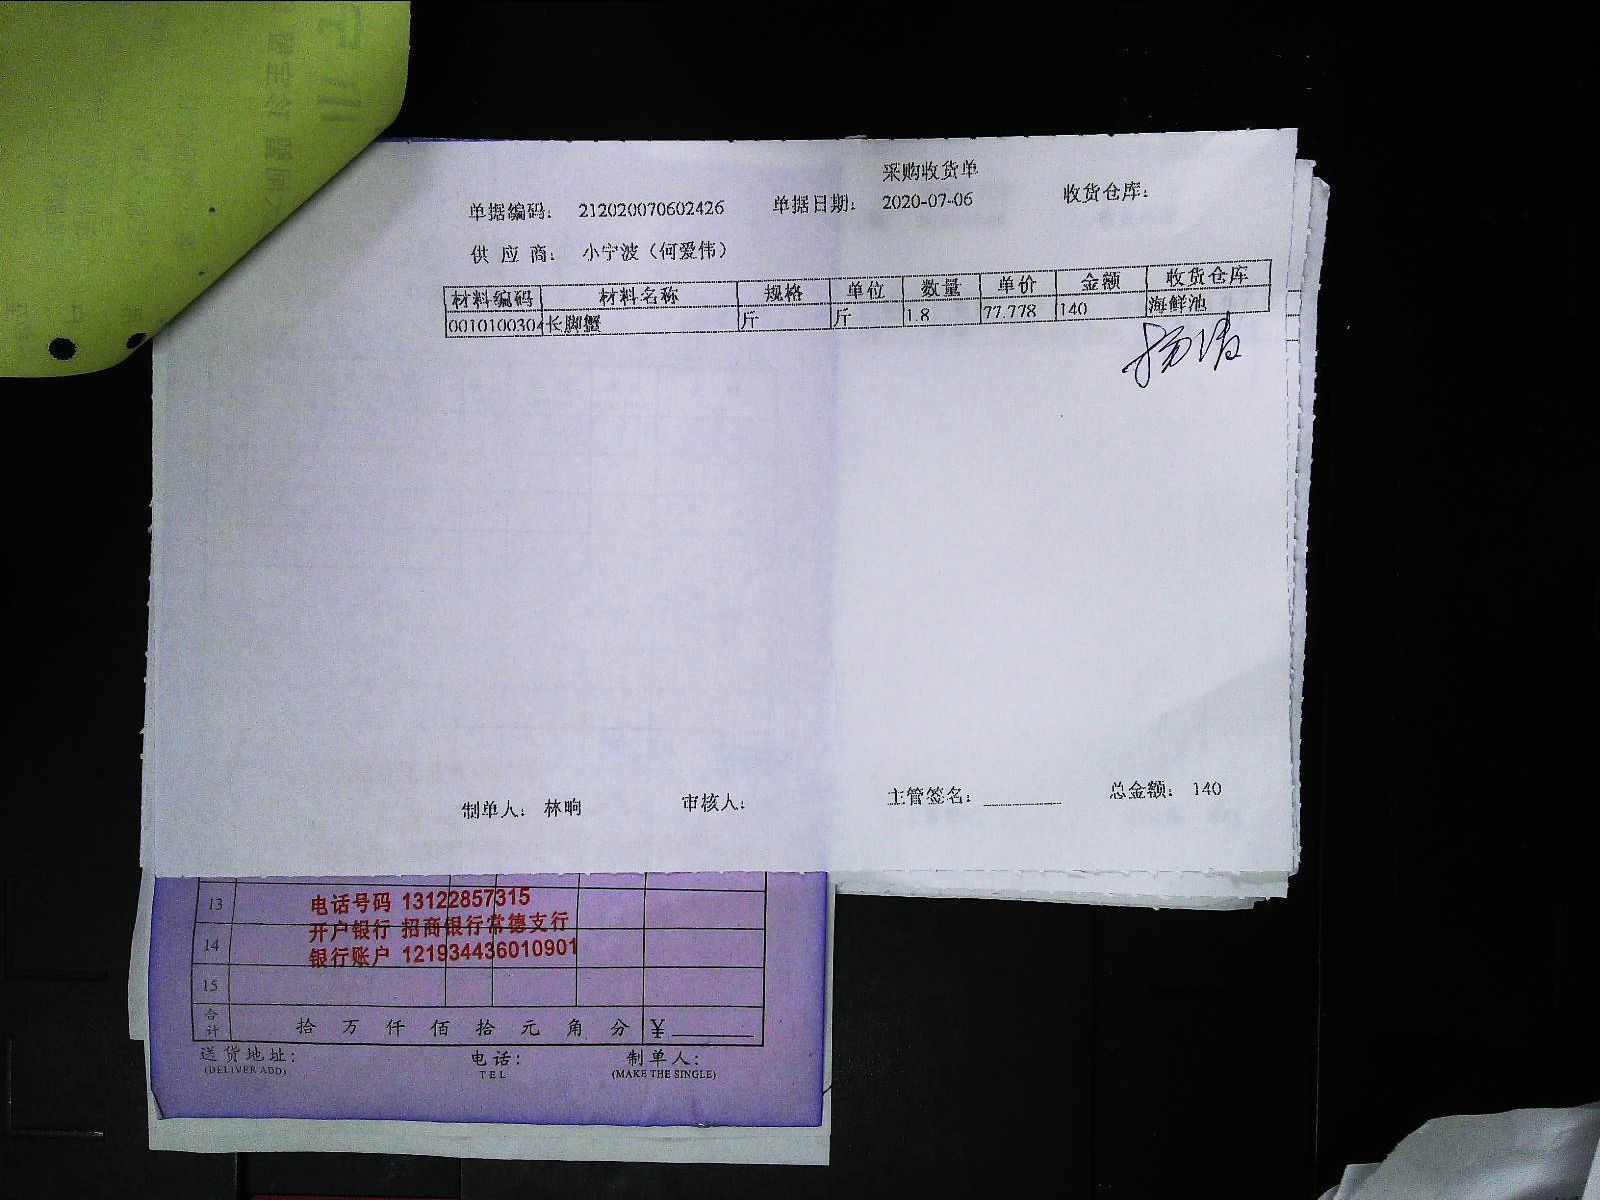 采购收货单
单据编码： 212020070602426 单据日期： 2020-07-06 收货仓库：
供 应 商： 小宁波（何爱伟）
材料编码 材料名称 规格 单位 数量 单价 金额 收货仓库
0010100304 长脚蟹 斤 斤 1.8 77.778 140 海鲜池
制单人： 林晌 审核人： 主管签名： 总金额： 140
13
电话号码 13122857315
开户银行 招商银行常德支行
14
银行账户 121934436010901
15
合计 拾 万 仟 佰 拾 元 角 分 ¥
送货地址： 电话： 制单人：
(DELIVER ADD) TEL (MAKE THE SINGLE)